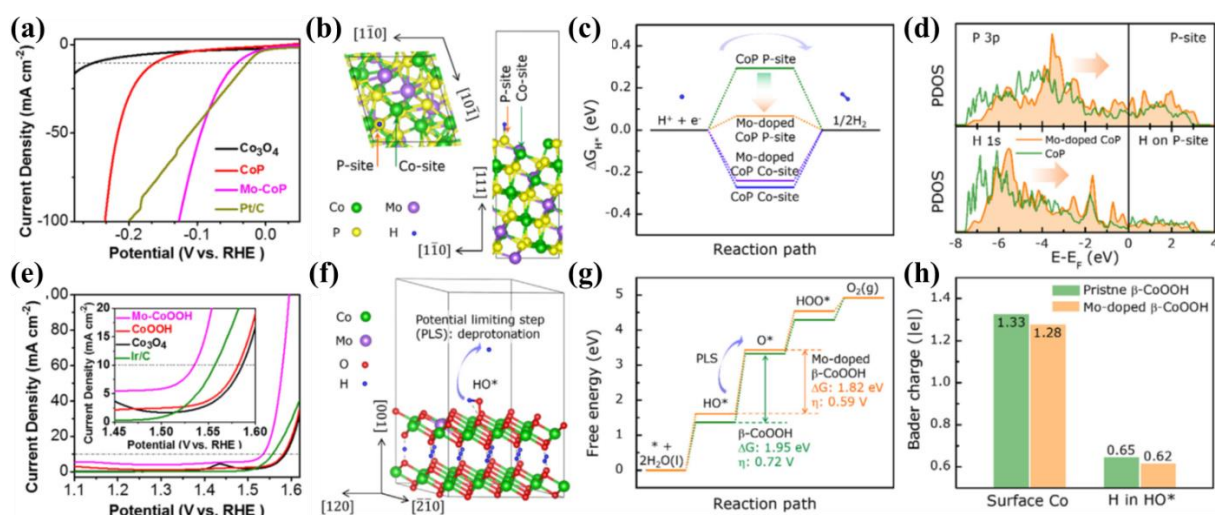 (a)
0
-50
-100
Current Density (mA cm⁻²)
Co₃O₄
CoP
Mo-CoP
Pt/C
-0.2
-0.1
0.0
Potential (V vs. RHE)
(b)
[11̄0]
[101̄]
P-site
Co-site
P-site
Co-site
[111]
[11̄0]
Co
Mo
P
H
(c)
0.4
0.2
0.0
-0.2
-0.4
ΔG_H* (eV)
CoP P-site
H⁺ + e⁻
1/2H₂
Mo-doped
CoP P-site
Mo-doped
CoP Co-site
CoP Co-site
Reaction path
(d)
P 3p
P-site
PDOS
H 1s
Mo-doped CoP
CoP
H on P-site
PDOS
-8
-6
-4
-2
0
2
4
E-E_F (eV)
(e)
100
80
60
40
20
0
Current Density (mA cm⁻²)
Mo-CoOOH
CoOOH
Co₃O₄
Ir/C
20
15
10
5
0
Current Density (mA cm⁻²)
1.45
1.50
1.55
1.60
Potential (V vs. RHE)
1.1
1.2
1.3
1.4
1.5
1.6
Potential (V vs. RHE)
(f)
Potential limiting step
(PLS): deprotonation
Co
Mo
O
H
HO*
[001]
[120]
[2̄1̄0]
(g)
5
4
3
2
1
0
Free energy (eV)
O₂(g)
HOO*
O*
PLS
HO*
Mo-doped
β-CoOOH
ΔG: 1.82 eV
η: 0.59 V
β-CoOOH
ΔG: 1.95 eV
η: 0.72 V
* +
2H₂O(l)
Reaction path
(h)
1.4
1.2
1.0
0.8
0.6
Bader charge (|e|)
Pristne β-CoOOH
Mo-doped β-CoOOH
1.33
1.28
0.65
0.62
Surface Co
H in HO*